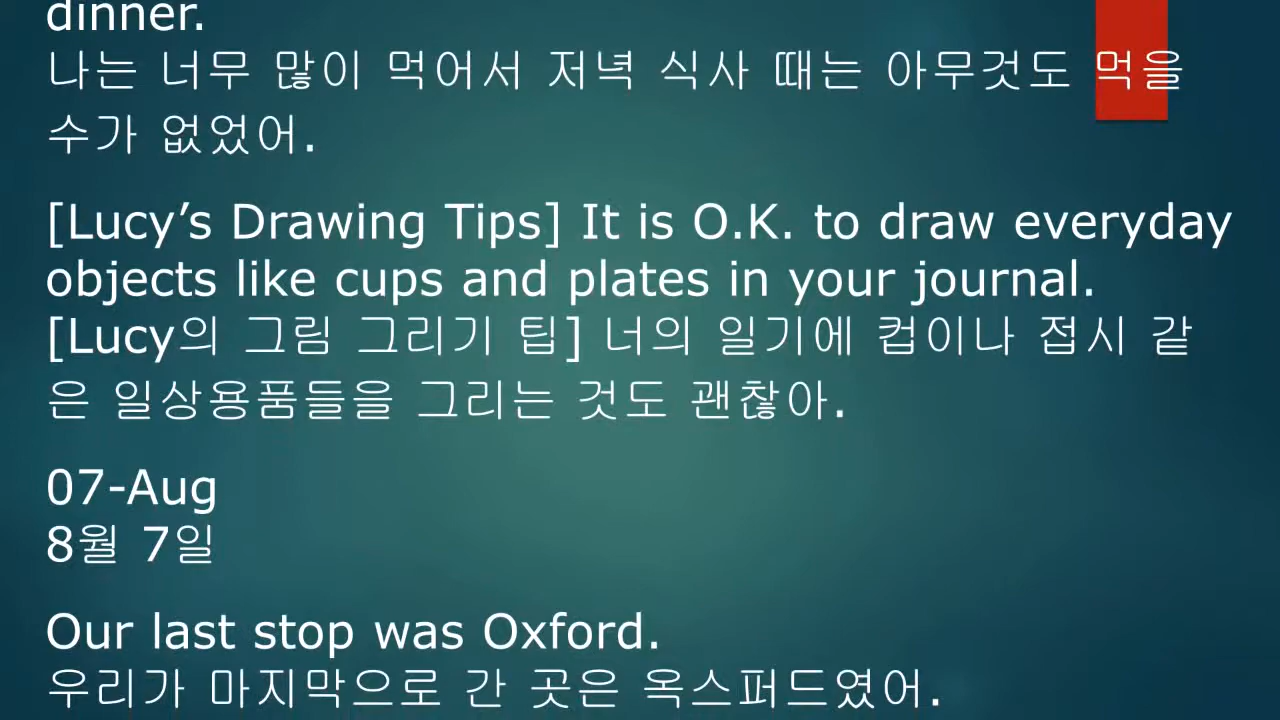 dinner.
나는 너무 많이 먹어서 저녁 식사 때는 아무것도 먹을
수가 없었어.
[Lucy’s Drawing Tips] It is O.K. to draw everyday
objects like cups and plates in your journal.
[Lucy의 그림 그리기 팁] 너의 일기에 컵이나 접시 같
은 일상용품들을 그리는 것도 괜찮아.
07-Aug
8월 7일
Our last stop was Oxford.
우리가 마지막으로 간 곳은 옥스퍼드였어.